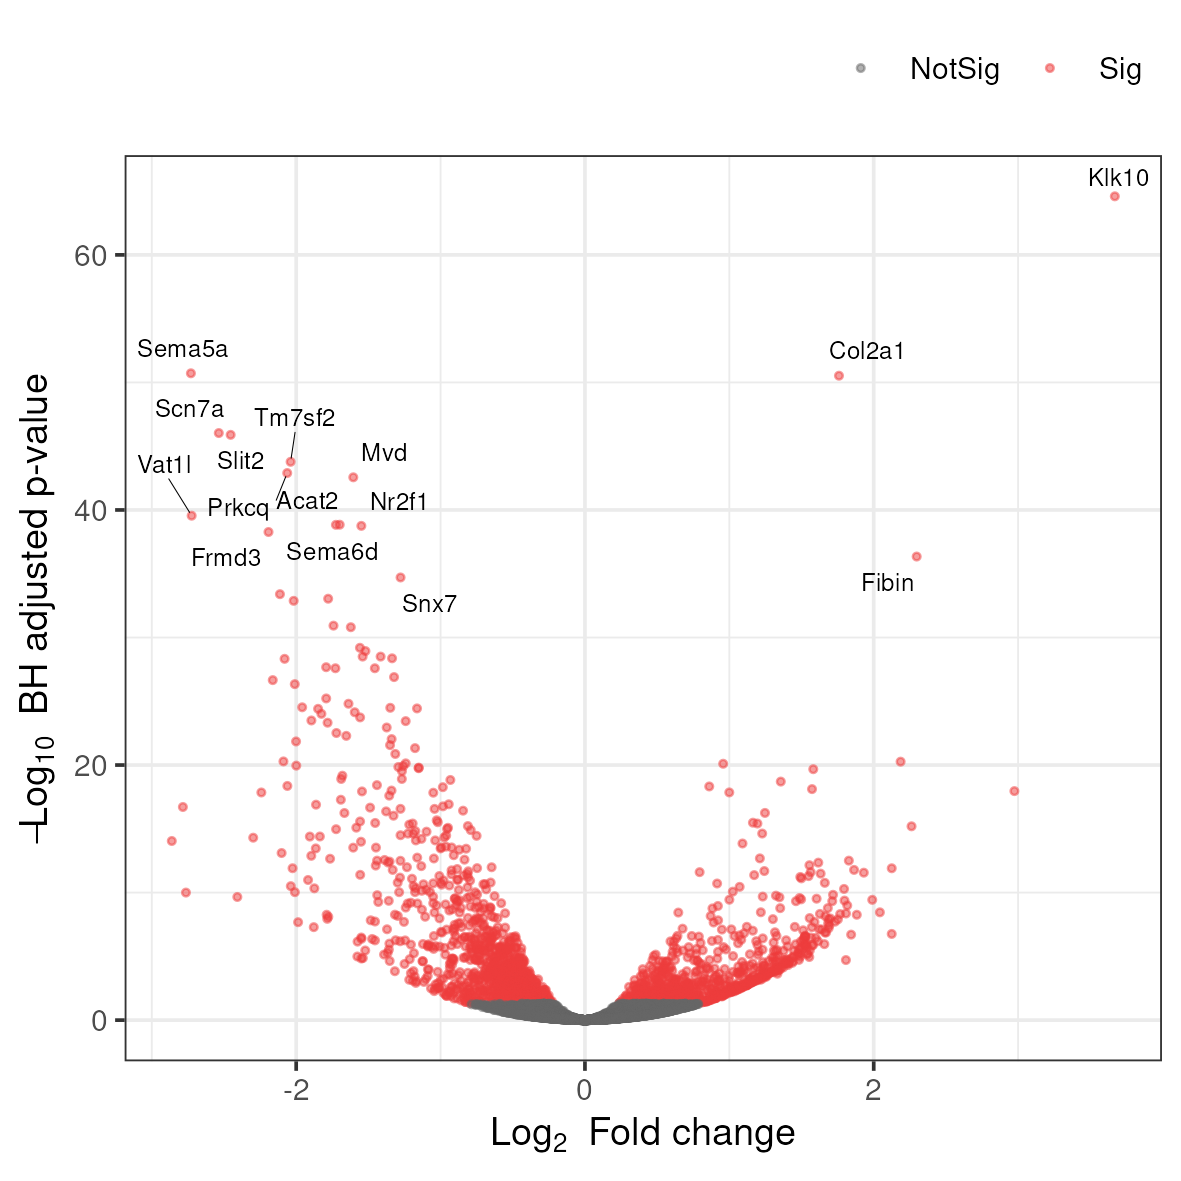 NotSig Sig
Klk10
60
Sema5a
Col2a1
Scn7a
Tm7sf2
Mvd
Vat1l
Slit2
Prkcq
Acat2
Nr2f1
40
Frmd3
Sema6d
Fibin
Snx7
20
0
-2 0 2
Log₂ Fold change
−Log₁₀ BH adjusted p-value